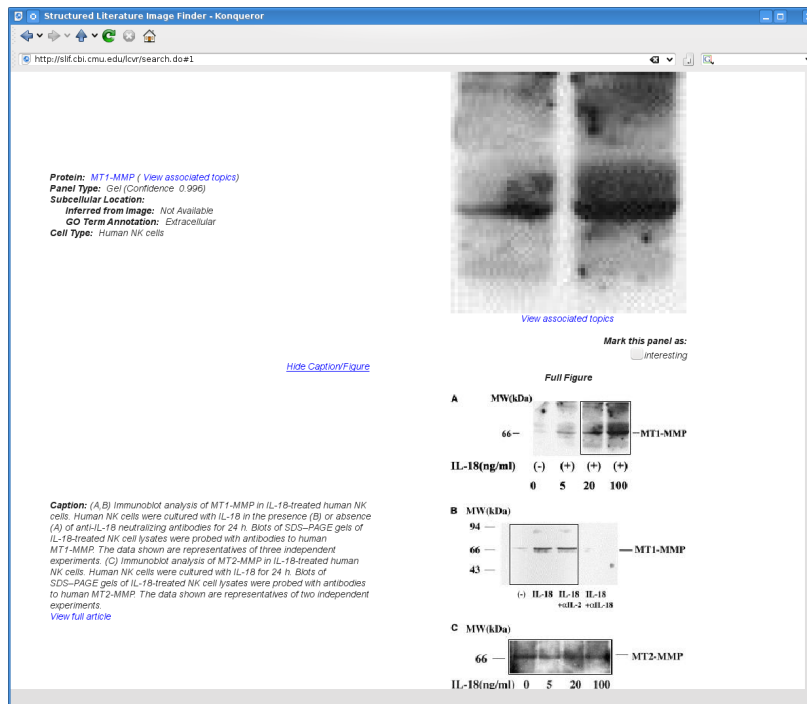 Structured Literature Image Finder - Konqueror
http://slif.cbi.cmu.edu/lcvr/search.do#1
Protein: MT1-MMP ( View associated topics)
Panel Type: Gel (Confidence 0.996)
Subcellular Location:
Inferred from Image: Not Available
GO Term Annotation: Extracellular
Cell Type: Human NK cells
View associated topics
Mark this panel as:
interesting
Hide Caption/Figure
Full Figure
A MW(kDa)
66 — — MT1-MMP
IL-18(ng/ml) (-) (+) (+) (+)
0 5 20 100
Caption: (A,B) Immunoblot analysis of MT1-MMP in IL-18-treated human NK
cells. Human NK cells were cultured with IL-18 in the presence (B) or absence
(A) of anti-IL-18 neutralizing antibodies for 24 h. Blots of SDS–PAGE gels of
IL-18-treated NK cell lysates were probed with antibodies to human
MT1-MMP. The data shown are representatives of three independent
experiments. (C) Immunoblot analysis of MT2-MMP in IL-18-treated human
NK cells. Human NK cells were cultured with IL-18 for 24 h. Blots of
SDS–PAGE gels of IL-18-treated NK cell lysates were probed with antibodies
to human MT2-MMP. The data shown are representatives of two independent
experiments.
View full article
B MW(kDa)
94 —
66 — — MT1-MMP
43 —
(-) IL-18 IL-18 IL-18
+αIL-2 +αIL-18
C MW(kDa)
66 — — MT2-MMP
IL-18(ng/ml) 0 5 20 100